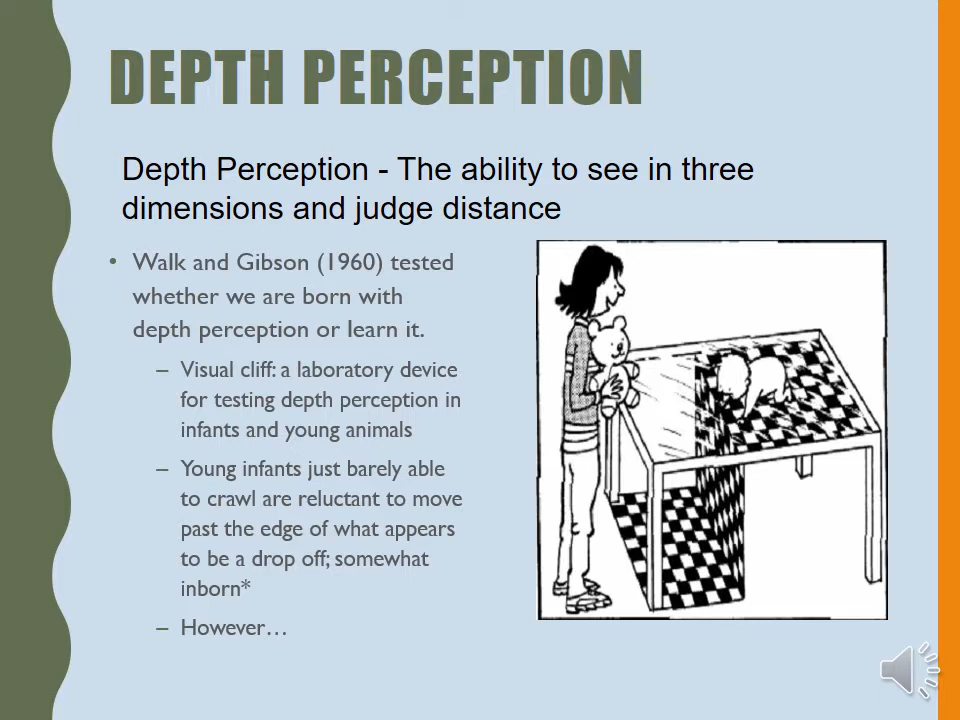 DEPTH PERCEPTION
Depth Perception - The ability to see in three
dimensions and judge distance
• Walk and Gibson (1960) tested
whether we are born with
depth perception or learn it.
– Visual cliff: a laboratory device
for testing depth perception in
infants and young animals
– Young infants just barely able
to crawl are reluctant to move
past the edge of what appears
to be a drop off; somewhat
inborn*
– However…